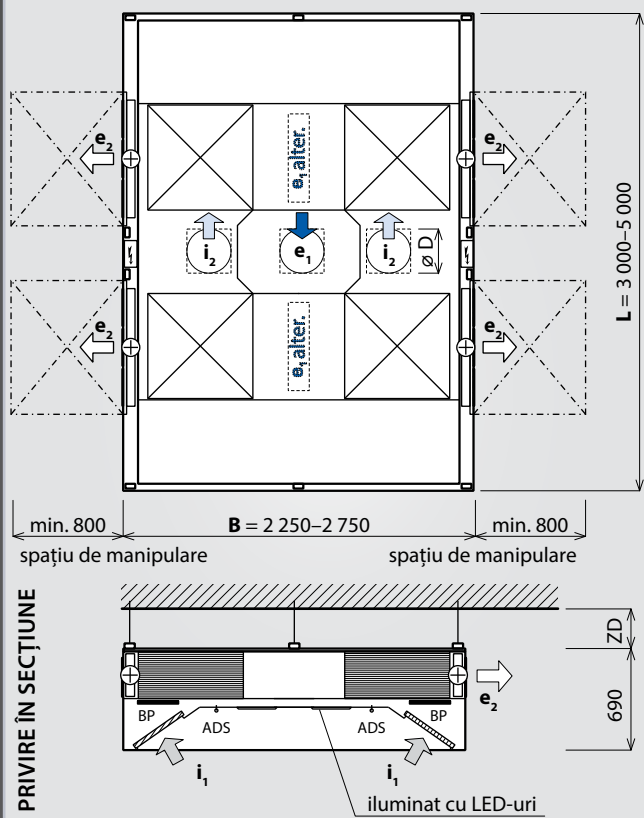 e₂
e₂
e₁ alter.
i₂
e₁
i₂
ø D
L = 3 000–5 000
e₂
e₂
e₁ alter.
min. 800
B = 2 250–2 750
min. 800
spațiu de manipulare
spațiu de manipulare
PRIVIRE ÎN SECȚIUNE
ZD
e₂
690
BP
ADS
ADS
BP
i₁
i₁
iluminat cu LED-uri